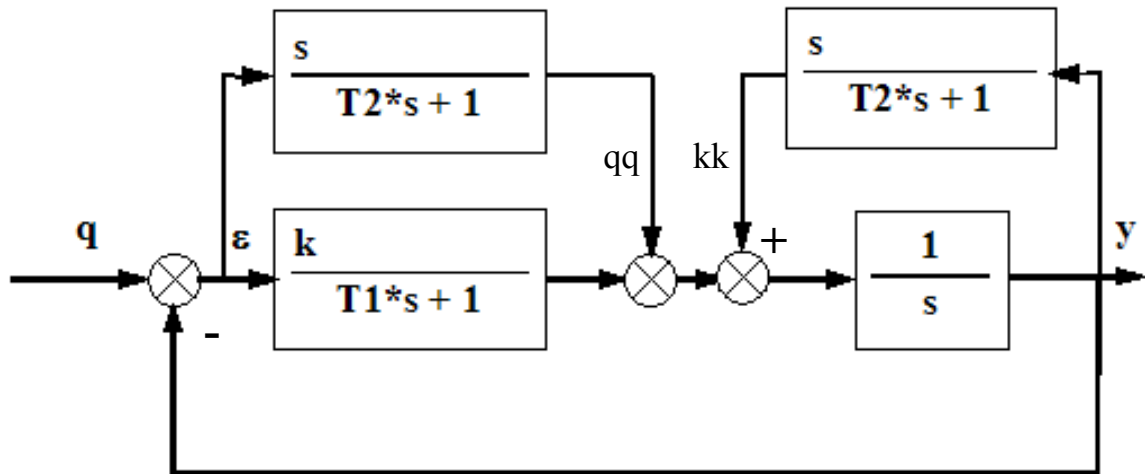 s
T2*s + 1
s
T2*s + 1
qq
kk
q
ε
k
T1*s + 1
+
1
s
y
-